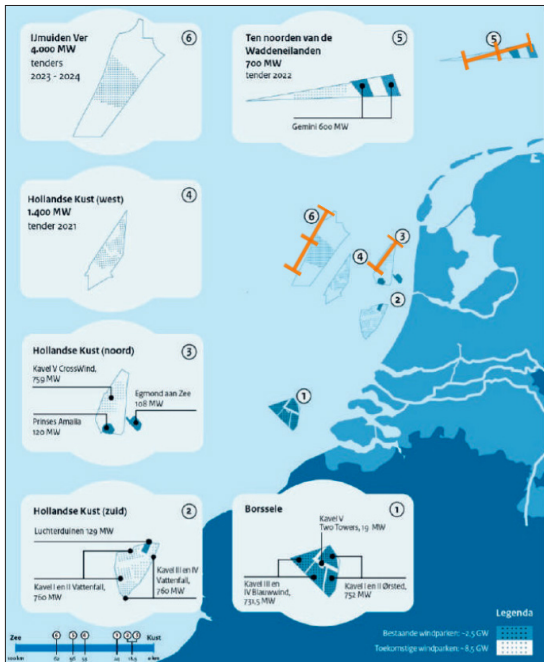 IJmuiden Ver
4.000 MW
tenders
2023 - 2024
6
Ten noorden van de
Waddeneilanden
700 MW
tender 2022
5
Gemini 600 MW
5
Hollandse Kust (west)
1.400 MW
tender 2021
4
6
3
4
2
1
Hollandse Kust (noord)
3
Kavel V CrossWind,
759 MW
Egmond aan Zee
108 MW
Prinses Amalia
120 MW
Hollandse Kust (zuid)
2
Luchterduinen 129 MW
Kavel III en IV
Vattenfall,
760 MW
Kavel I en II Vattenfall,
760 MW
Borssele
1
Kavel V
Two Towers, 19 MW
Kavel III en
IV Blauwwind,
731,5 MW
Kavel I en II Ørsted,
752 MW
Legenda
Bestaande windparken: ~2,5 GW
Toekomstige windparken: ~8,5 GW
Zee
Kust